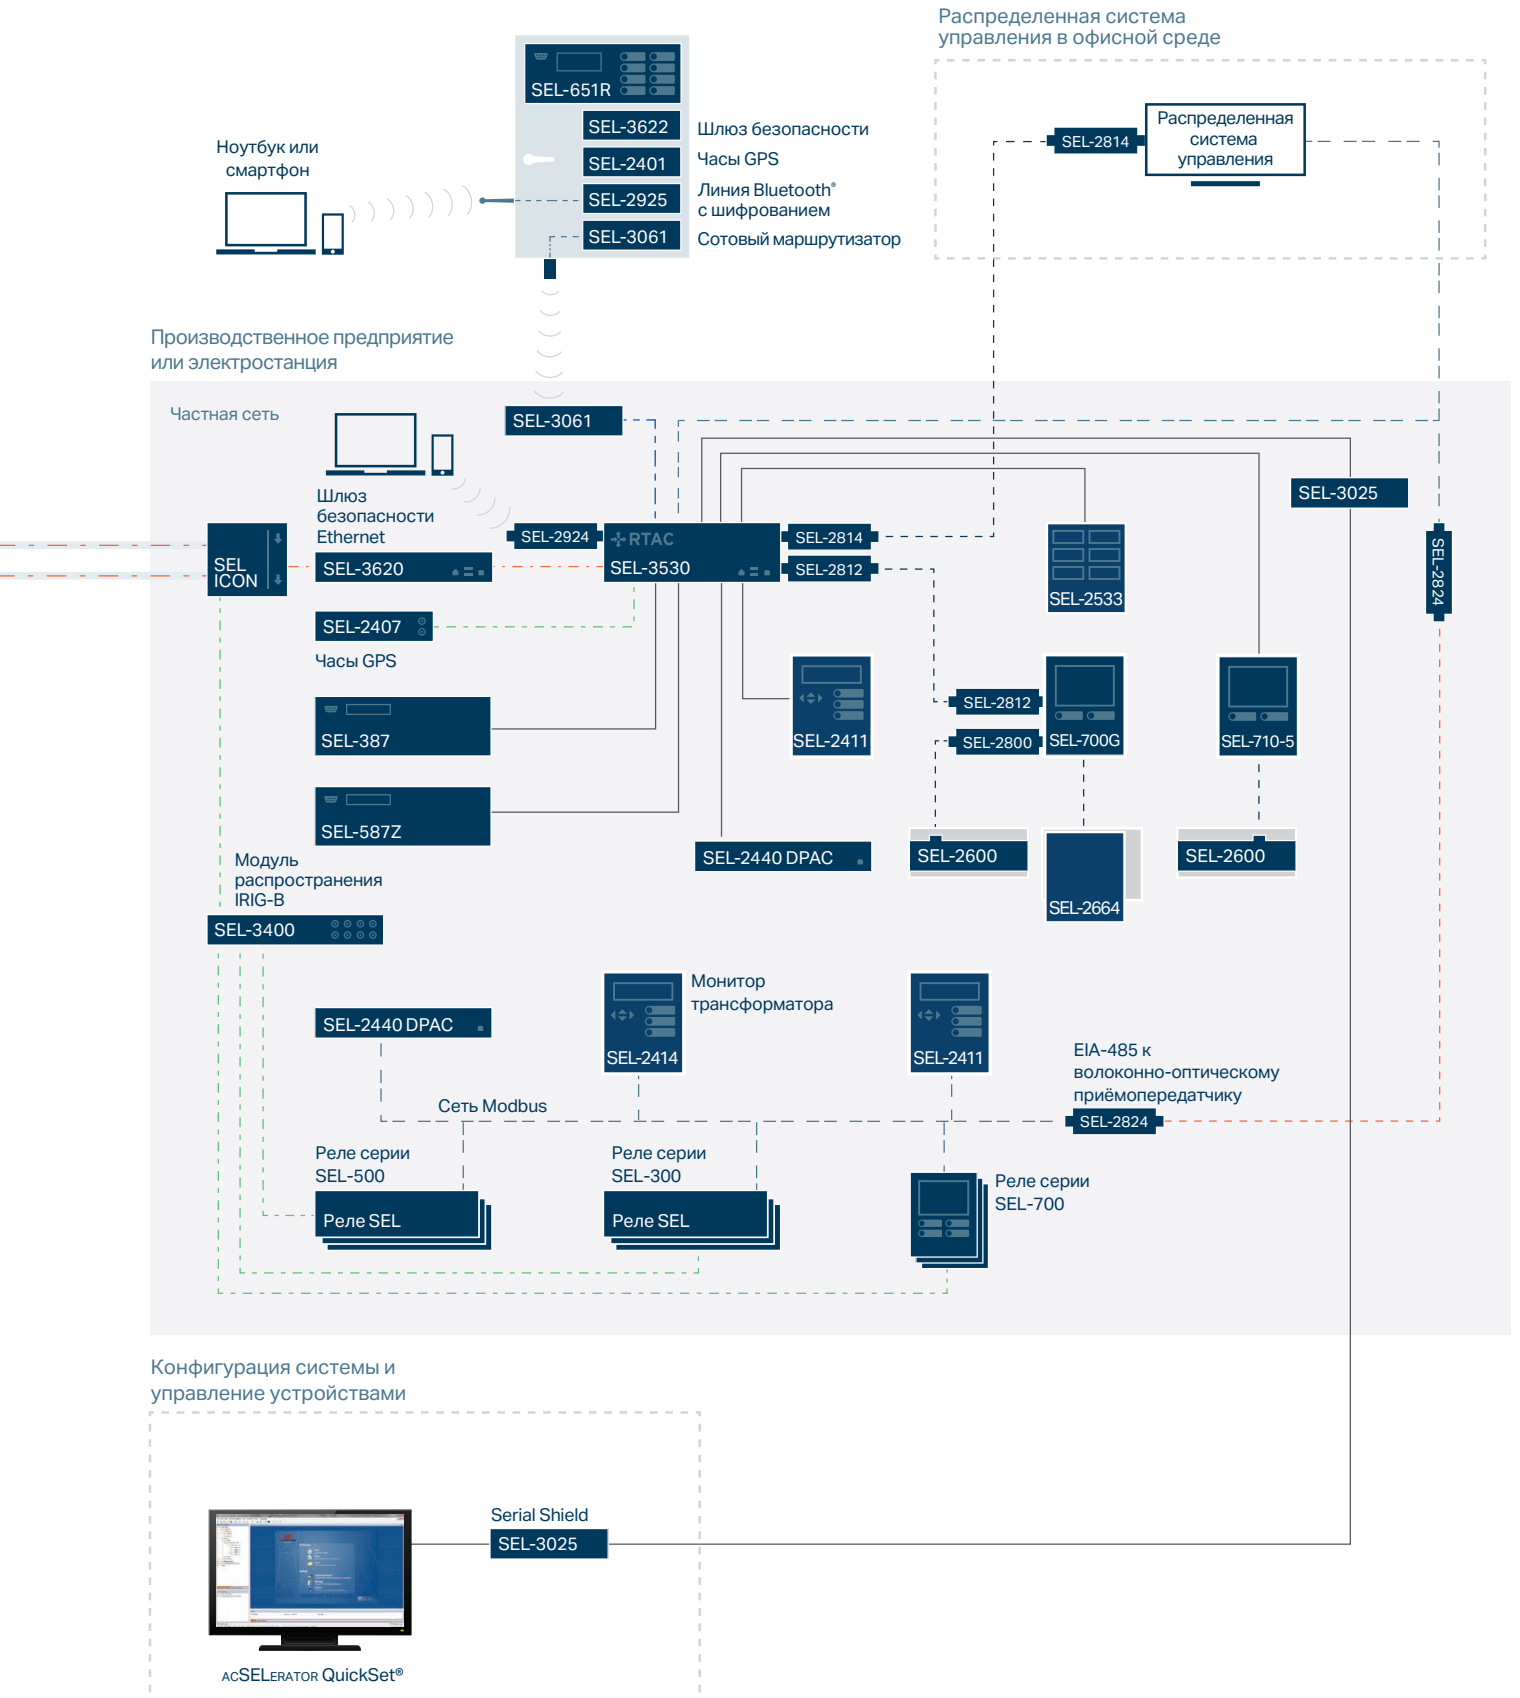 Распределенная система
управления в офисной среде
SEL-651R
SEL-3622
Шлюз безопасности
SEL-2401
Часы GPS
SEL-2925
Линия Bluetooth®
с шифрованием
SEL-3061
Сотовый маршрутизатор
Ноутбук или
смартфон
SEL-2814
Распределенная
система
управления
Производственное предприятие
или электростанция
Частная сеть
SEL-3061
SEL-3025
Шлюз
безопасности
Ethernet
SEL-2924
RTAC
SEL-3530
SEL-2814
SEL-2812
SEL
ICON
SEL-3620
SEL-2533
SEL-2824
SEL-2407
Часы GPS
SEL-387
SEL-2411
SEL-2812
SEL-2800
SEL-700G
SEL-710-5
SEL-587Z
SEL-2440 DPAC
SEL-2600
SEL-2664
SEL-2600
Модуль
распространения
IRIG-B
SEL-3400
SEL-2440 DPAC
SEL-2414
Монитор
трансформатора
SEL-2411
EIA-485 к
волоконно-оптическому
приёмопередатчику
SEL-2824
Сеть Modbus
Реле серии
SEL-500
Реле SEL
Реле серии
SEL-300
Реле SEL
Реле серии
SEL-700
Конфигурация системы и
управление устройствами
Serial Shield
SEL-3025
ACSELERATOR QuickSet®